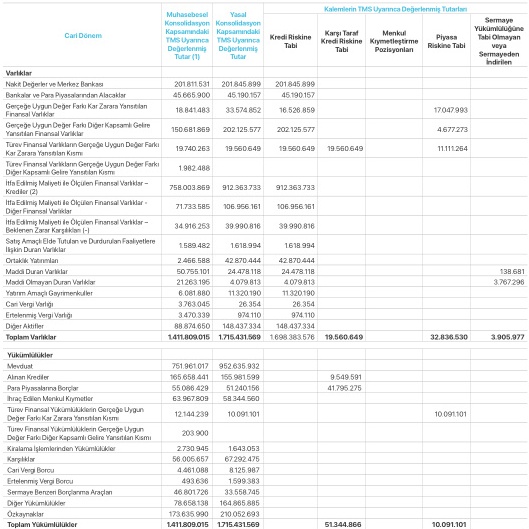 Kalemlerin TMS Uyarınca Değerlenmiş Tutarları
Cari Dönem
Muhasebesel Konsolidasyon Kapsamındaki TMS Uyarınca Değerlenmiş Tutar (1)
Yasal Konsolidasyon Kapsamındaki TMS Uyarınca Değerlenmiş Tutar
Kredi Riskine Tabi
Karşı Taraf Kredi Riskine Tabi
Menkul Kıymetleştirme Pozisyonları
Piyasa Riskine Tabi
Sermaye Yükümlülüğüne Tabi Olmayan veya Sermayeden İndirilen
Varlıklar
Nakit Değerler ve Merkez Bankası 201.811.531 201.845.899 201.845.899
Bankalar ve Para Piyasalarından Alacaklar 45.665.900 45.190.157 45.190.157
Gerçeğe Uygun Değer Farkı Kar Zarara Yansıtılan
Finansal Varlıklar 18.841.483 33.574.852 16.526.859 17.047.993
Gerçeğe Uygun Değer Farkı Diğer Kapsamlı Gelire
Yansıtılan Finansal Varlıklar 150.681.869 202.125.577 202.125.577 4.677.273
Türev Finansal Varlıkların Gerçeğe Uygun Değer Farkı
Kar Zarara Yansıtılan Kısmı 19.740.263 19.560.649 19.560.649 19.560.649 11.111.264
Türev Finansal Varlıkların Gerçeğe Uygun Değer Farkı
Diğer Kapsamlı Gelire Yansıtılan Kısmı 1.982.488
İtfa Edilmiş Maliyeti ile Ölçülen Finansal Varlıklar –
Krediler (2) 758.003.869 912.363.733 912.363.733
İtfa Edilmiş Maliyeti ile Ölçülen Finansal Varlıklar -
Diğer Finansal Varlıklar 71.733.585 106.956.161 106.956.161
İtfa Edilmiş Maliyeti ile Ölçülen Finansal Varlıklar –
Beklenen Zarar Karşılıkları (-) 34.916.253 39.990.816 39.990.816
Satış Amaçlı Elde Tutulan ve Durdurulan Faaliyetlere
İlişkin Duran Varlıklar 1.589.482 1.618.994 1.618.994
Ortaklık Yatırımları 2.466.588 42.870.444 42.870.444
Maddi Duran Varlıklar 50.755.101 24.478.118 24.478.118 138.681
Maddi Olmayan Duran Varlıklar 21.263.195 4.079.813 4.079.813 3.767.296
Yatırım Amaçlı Gayrimenkuller 6.081.880 11.320.190 11.320.190
Cari Vergi Varlığı 3.763.045 26.354 26.354
Ertelenmiş Vergi Varlığı 3.470.339 974.110 974.110
Diğer Aktifler 88.874.650 148.437.334 148.437.334
Toplam Varlıklar 1.411.809.015 1.715.431.569 1.698.383.576 19.560.649 32.836.530 3.905.977
Yükümlülükler
Mevduat 751.961.017 952.635.932
Alınan Krediler 165.658.441 155.981.599 9.549.591
Para Piyasalarına Borçlar 55.086.429 51.240.156 41.795.275
İhraç Edilen Menkul Kıymetler 63.967.809 58.344.560
Türev Finansal Yükümlülüklerin Gerçeğe Uygun
Değer Farkı Kar Zarara Yansıtılan Kısmı 12.144.239 10.091.101 10.091.101
Türev Finansal Yükümlülüklerin Gerçeğe Uygun
Değer Farkı Diğer Kapsamlı Gelire Yansıtılan Kısmı 203.900
Kiralama İşlemlerinden Yükümlülükler 2.730.945 1.643.053
Karşılıklar 56.005.657 67.292.475
Cari Vergi Borcu 4.461.088 8.125.987
Ertelenmiş Vergi Borcu 493.636 1.599.383
Sermaye Benzeri Borçlanma Araçları 46.801.726 33.558.745
Diğer Yükümlülükler 78.658.138 164.865.885
Özkaynaklar 173.635.990 210.052.693
Toplam Yükümlülükler 1.411.809.015 1.715.431.569 51.344.866 10.091.101